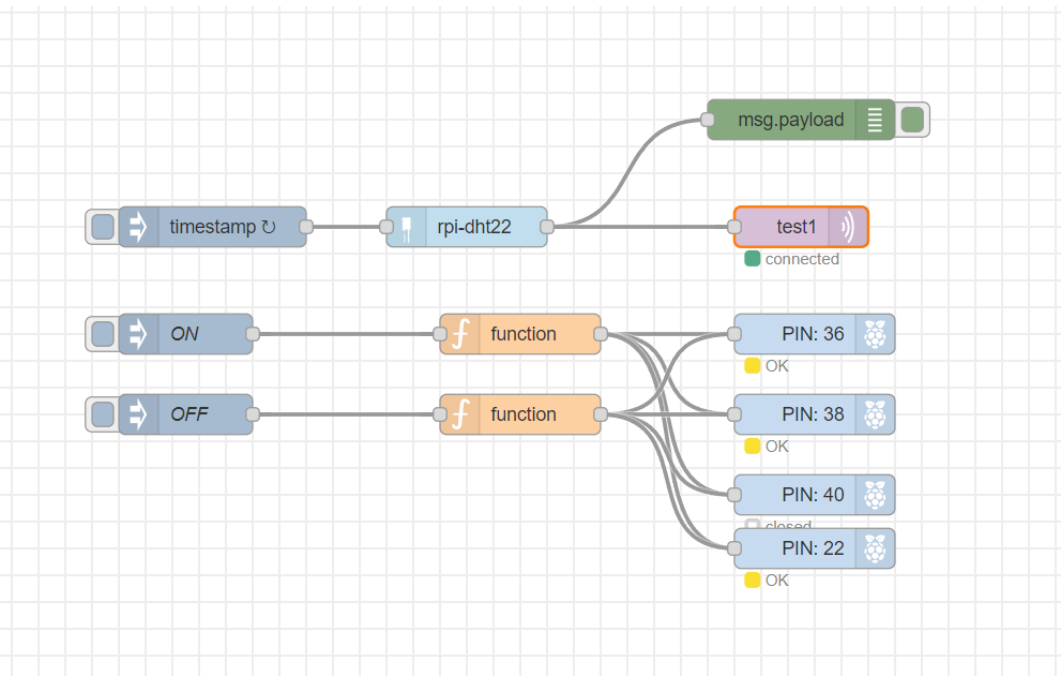 msg.payload
timestamp ↻
rpi-dht22
test1
connected
ON
function
PIN: 36
OK
OFF
function
PIN: 38
OK
PIN: 40
closed
PIN: 22
OK